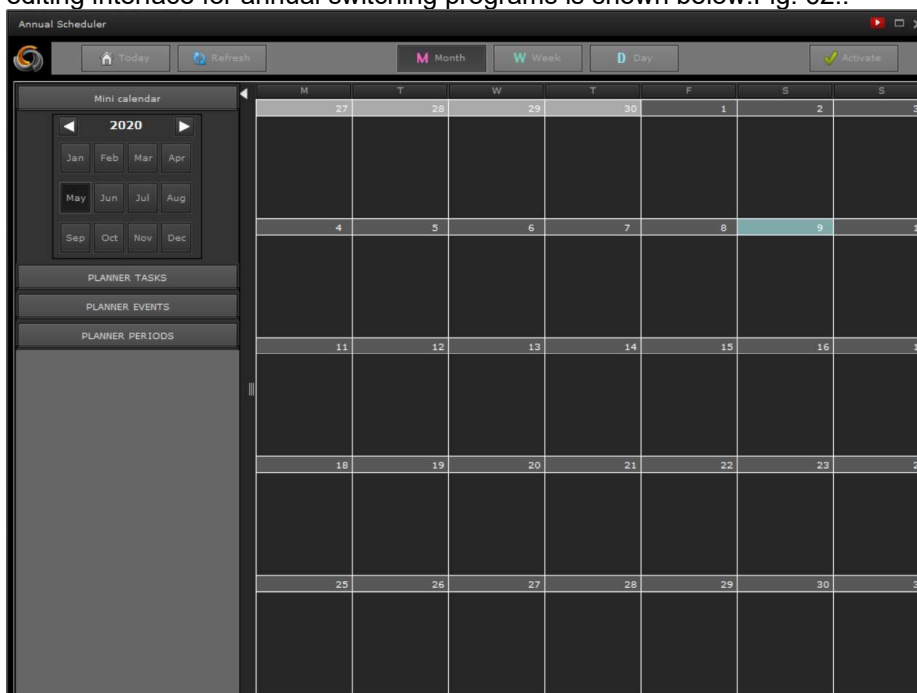 editing interface for annual switching programs is shown below.Fig. 62..
Annual Scheduler
Today Refresh M Month W Week D Day Activate
Mini calendar
M T W T F S S
27 28 29 30 1 2
2020
Jan Feb Mar Apr
May Jun Jul Aug
Sep Oct Nov Dec
4 5 6 7 8 9
PLANNER TASKS
PLANNER EVENTS
PLANNER PERIODS
11 12 13 14 15 16
18 19 20 21 22 23
25 26 27 28 29 30